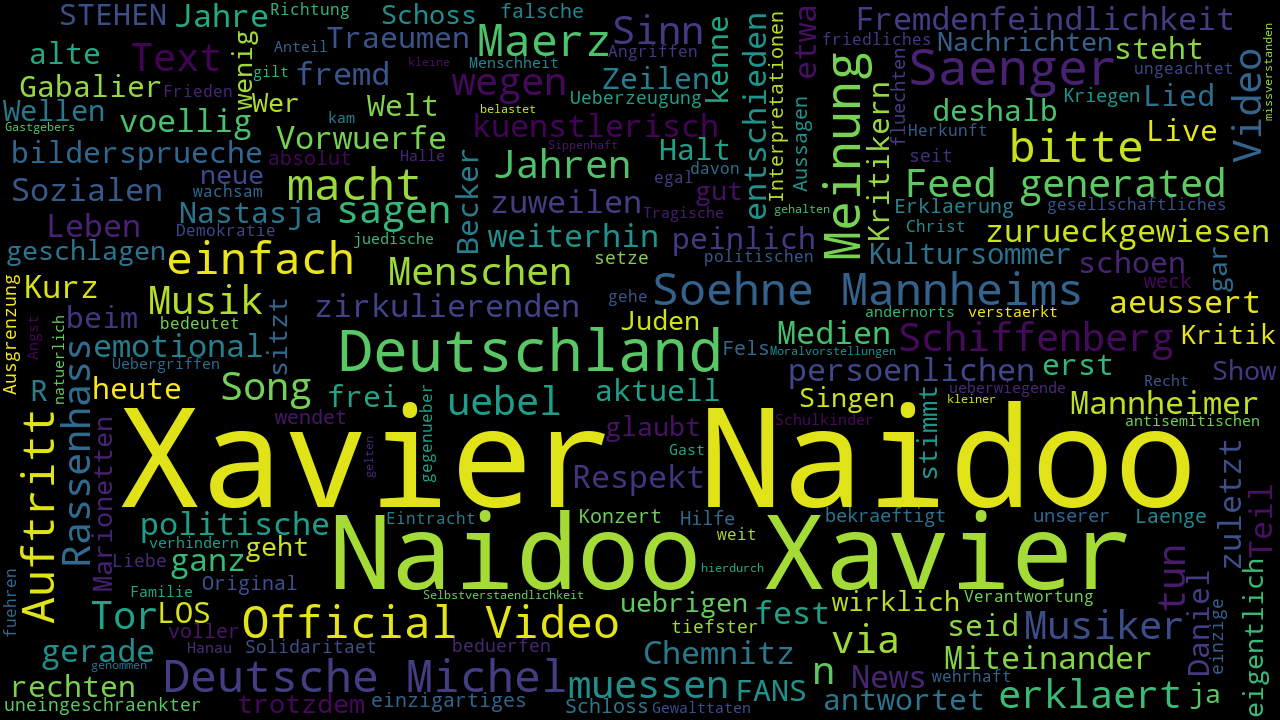 STEHEN Jahre Richtung Schoss falsche Sinn Fremdenfeindlichkeit
alte Text wenig Anteil Traeumen Maerz Angriffen kenne entschieden Interpretationen etwa friedliches Nachrichten steht Video missverstanden
Gabalier Frieden gilt fremd kleine Menschheit wegen Zeilen Saenger ungeachtet
Wellen Wer Welt belastet Ueberzeugung Meinung Kritikern fluechten deshalb Kriegen Lied
Gastgebers voellig kam Vorwuerfe kuenstlerisch Aussagen Herkunft bitte Live
bildersprueche absolut Halle Becker Sippenhaft Jahren Halt davon seit
Sozialen neue wachsam macht zuweilen egal gut Feed generated
Leben Nastasja Demokratie sagen juedische weiterhin Tragische peinlich politischen gehalten Erklaerung Christ gesellschaftliches zurueckgewiesen
geschlagen einfach Menschen setze Kultursommer schoen gar
Ausgrenzung Kurz Musik sitzt zirkulierenden gehe Soehne Mannheims weck aeussert
Angst natuerlich beim bedeutet Deutschland Juden Medien andernorts verstaerkt Schiffenberg Kritik
Rassenhass emotional Uebergriffen Fels Moralvorstellungen persoenlichen erst Recht Show
R heute Song frei uebel aktuell Singen ueberwiegende kleiner Mannheimer
Auftritt Marionetten wendet gelten gegenueber glaubt Schulkinder stimmt antisemitischen
Xavier Naidoo
Gast Respekt zuletzt Teil
politische Eintracht Naidoo Xavier Konzert Hilfe bekraeftigt unserer Laenge
verhindern geht weit
Liebe ganz hierdurch tun
fuehren Familie Original Selbstverstaendlichkeit Verantwortung Daniel einzige eigentlich
Tor LOS Official Video uebrigen fest wirklich seid Musiker
voller tiefster
gerade Hanau Solidaritaet beduerfen Chemnitz via Miteinander
genommen
rechten Deutsche Michel muessen FANS n News wehrhaft
uneingeschraenkter trotzdem einzigartiges Schloss Gewalttaten antwortet erklaert ja